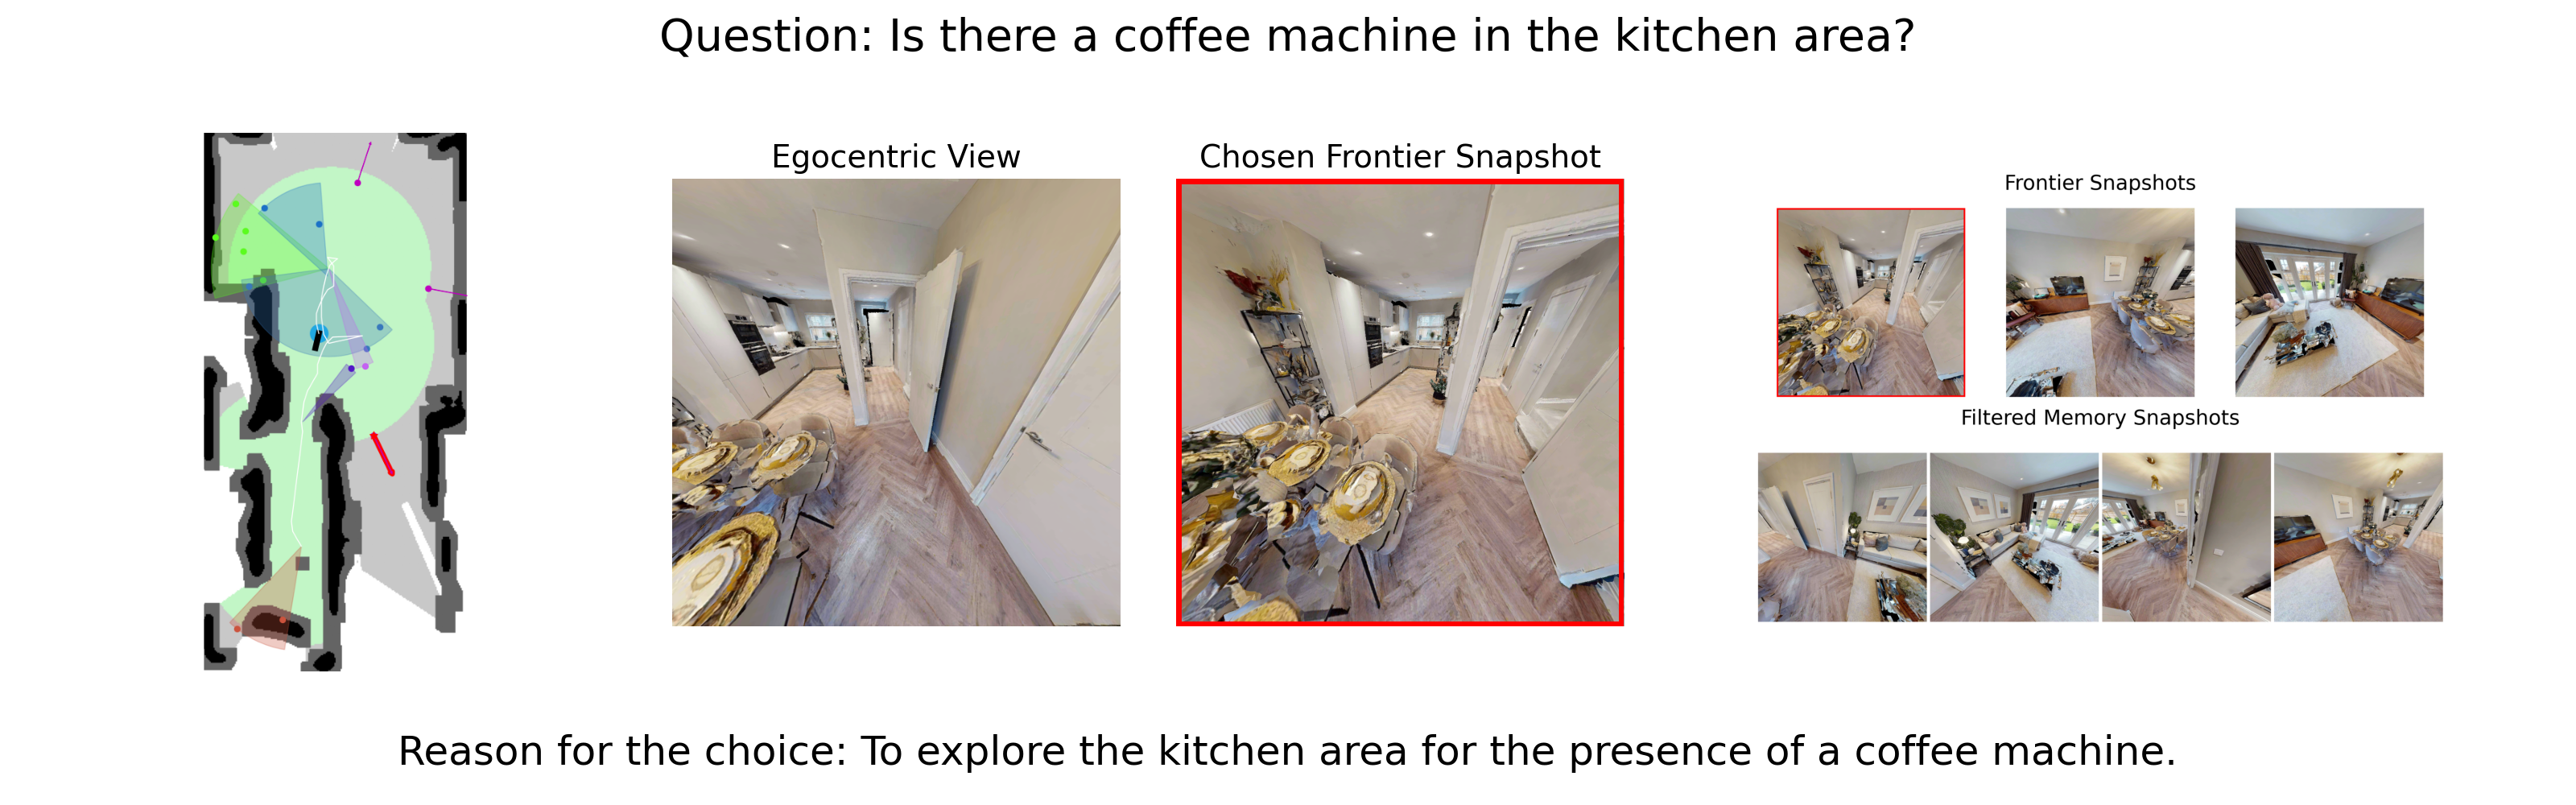 Question: Is there a coffee machine in the kitchen area?
Egocentric View
Chosen Frontier Snapshot
Frontier Snapshots
Filtered Memory Snapshots
Reason for the choice: To explore the kitchen area for the presence of a coffee machine.